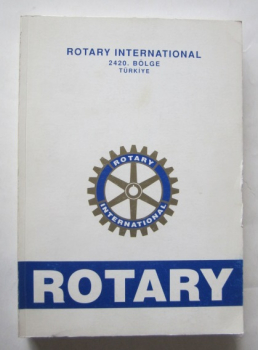 ROTARY INTERNATIONAL
2420. BÖLGE
TÜRKİYE
ROTARY
INTERNATIONAL
ROTARY